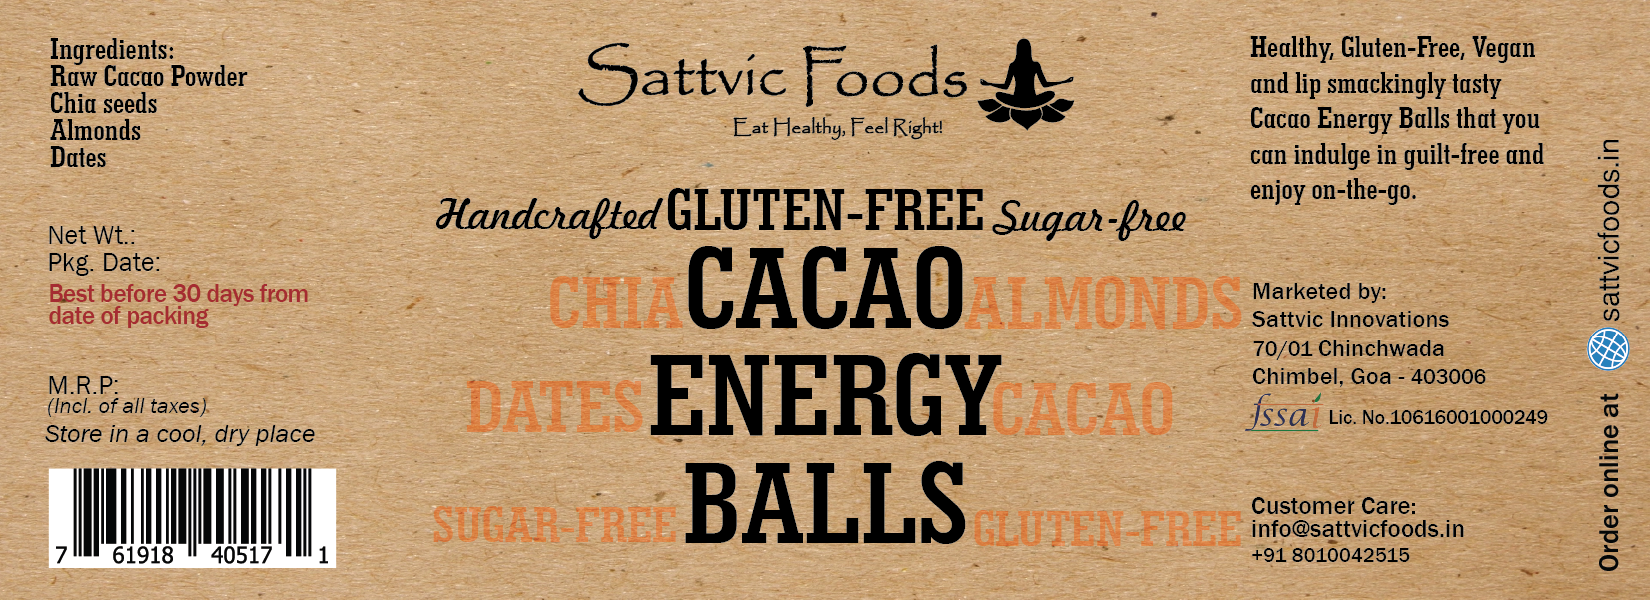 Ingredients:
Raw Cacao Powder
Chia seeds
Almonds
Dates
Net Wt.:
Pkg. Date:
Best before 30 days from
date of packing
M.R.P:
(Incl. of all taxes)
Store in a cool, dry place
7 61918 40517 1
Sattvic Foods
Eat Healthy, Feel Right!
Handcrafted GLUTEN-FREE Sugar-free
CHIA CACAO ALMONDS
DATES ENERGY CACAO
SUGAR-FREE BALLS GLUTEN-FREE
Healthy, Gluten-Free, Vegan
and lip smackingly tasty
Cacao Energy Balls that you
can indulge in guilt-free and
enjoy on-the-go.
Marketed by:
Sattvic Innovations
70/01 Chinchwada
Chimbel, Goa - 403006
fssai Lic. No.10616001000249
Customer Care:
info@sattvicfoods.in
+91 8010042515
Order online at sattvicfoods.in